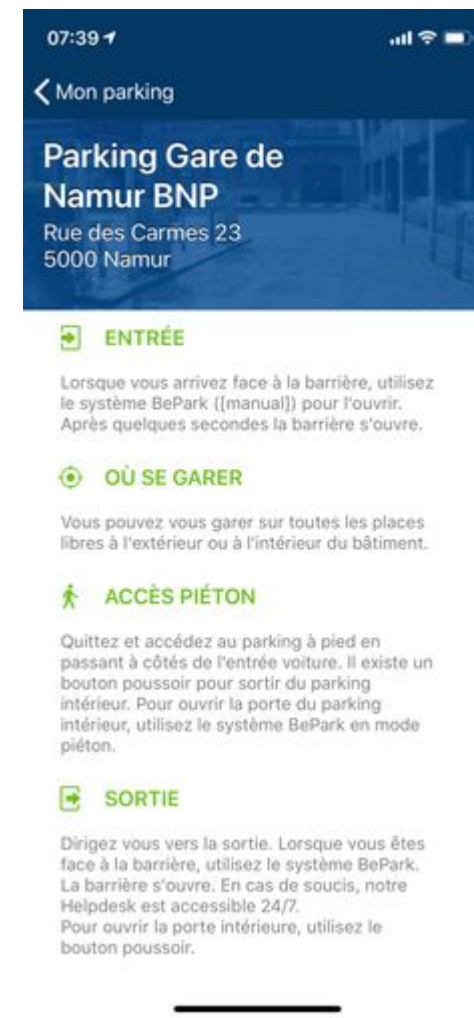 07:39
Mon parking
Parking Gare de
Namur BNP
Rue des Carmes 23
5000 Namur
ENTRÉE
Lorsque vous arrivez face à la barrière, utilisez
le système BePark ([manual]) pour l'ouvrir.
Après quelques secondes la barrière s'ouvre.
OÙ SE GARER
Vous pouvez vous garer sur toutes les places
libres à l'extérieur ou à l'intérieur du bâtiment.
ACCÈS PIÉTON
Quittez et accédez au parking à pied en
passant à côtés de l'entrée voiture. Il existe un
bouton poussoir pour sortir du parking
intérieur. Pour ouvrir la porte du parking
intérieur, utilisez le système BePark en mode
piéton.
SORTIE
Dirigez vous vers la sortie. Lorsque vous êtes
face à la barrière, utilisez le système BePark.
La barrière s'ouvre. En cas de soucis, notre
Helpdesk est accessible 24/7.
Pour ouvrir la porte intérieure, utilisez le
bouton poussoir.